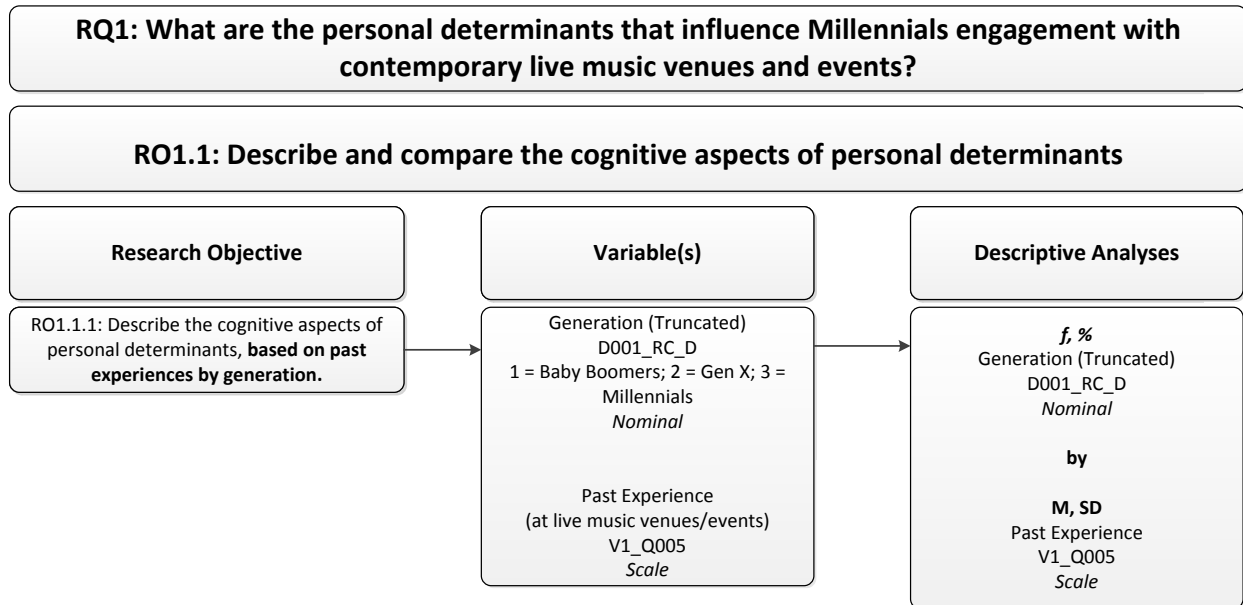 RQ1: What are the personal determinants that influence Millennials engagement with
contemporary live music venues and events?
RO1.1: Describe and compare the cognitive aspects of personal determinants
Research Objective
Variable(s)
Descriptive Analyses
RO1.1.1: Describe the cognitive aspects of
personal determinants, based on past
experiences by generation.
Generation (Truncated)
D001_RC_D
1 = Baby Boomers; 2 = Gen X; 3 =
Millennials
Nominal
Past Experience
(at live music venues/events)
V1_Q005
Scale
f, %
Generation (Truncated)
D001_RC_D
Nominal
by
M, SD
Past Experience
V1_Q005
Scale